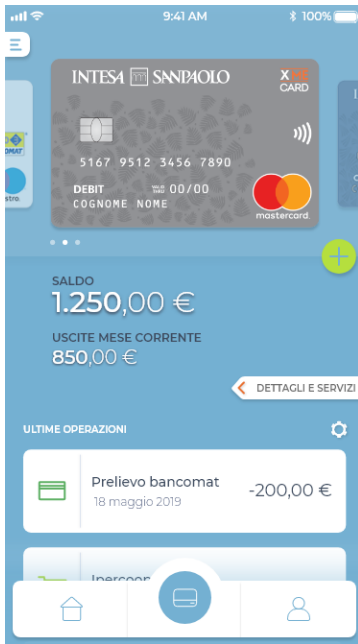 9:41 AM 100%
INTESA SANPAOLO XME
CARD
5167 9512 3456 7890
DEBIT VALID
THRU 00/00
COGNOME NOME
mastercard.
SALDO
1.250,00 €
USCITE MESE CORRENTE
850,00 €
DETTAGLI E SERVIZI
ULTIME OPERAZIONI
Prelievo bancomat -200,00 €
18 maggio 2019